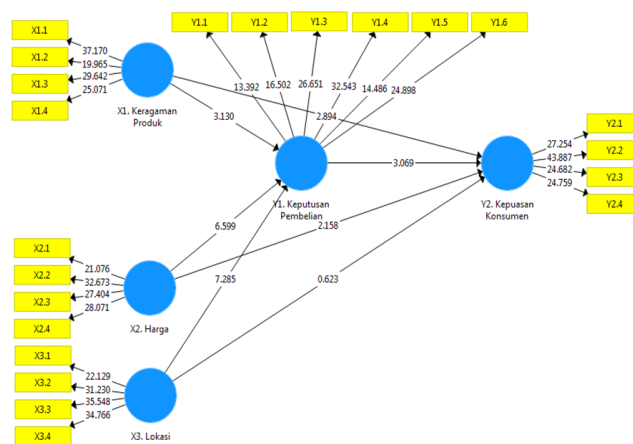 X1.1
X1.2
X1.3
X1.4
37.170
19.965
29.642
25.071
X1. Keragaman
Produk
Y1.1
Y1.2
Y1.3
Y1.4
Y1.5
Y1.6
13.392
16.502
26.651
32.543
14.486
24.898
3.130
2.894
Y1. Keputusan
Pembelian
3.069
Y2.1
Y2.2
Y2.3
Y2.4
27.254
43.887
24.682
24.759
Y2. Kepuasan
Konsumen
6.599
2.158
7.285
0.623
X2.1
X2.2
X2.3
X2.4
21.076
32.673
27.404
28.071
X2. Harga
X3.1
X3.2
X3.3
X3.4
22.129
31.230
35.548
34.766
X3. Lokasi